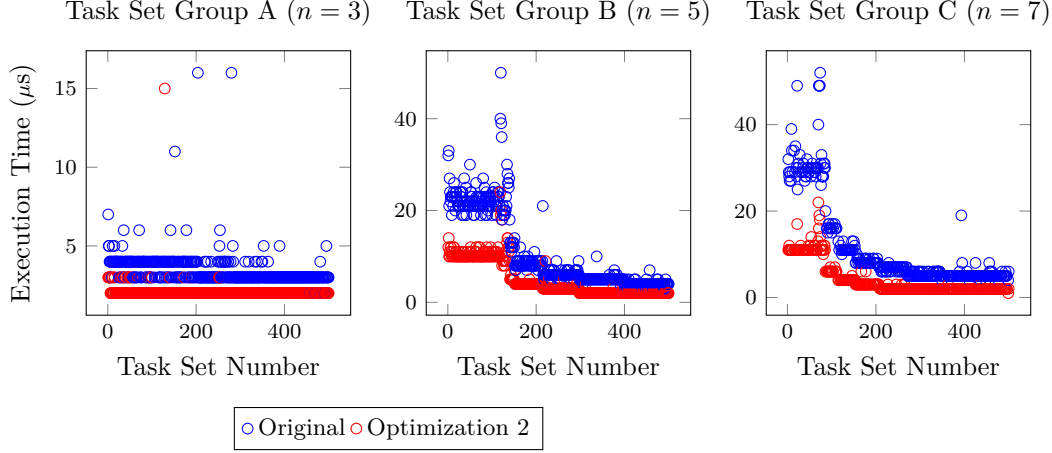 Task Set Group A (n = 3)
Task Set Group B (n = 5)
Task Set Group C (n = 7)
Execution Time (μs)
15
10
5
0
200
400
Task Set Number
40
20
0
0
200
400
Task Set Number
40
20
0
0
200
400
Task Set Number
Original
Optimization 2